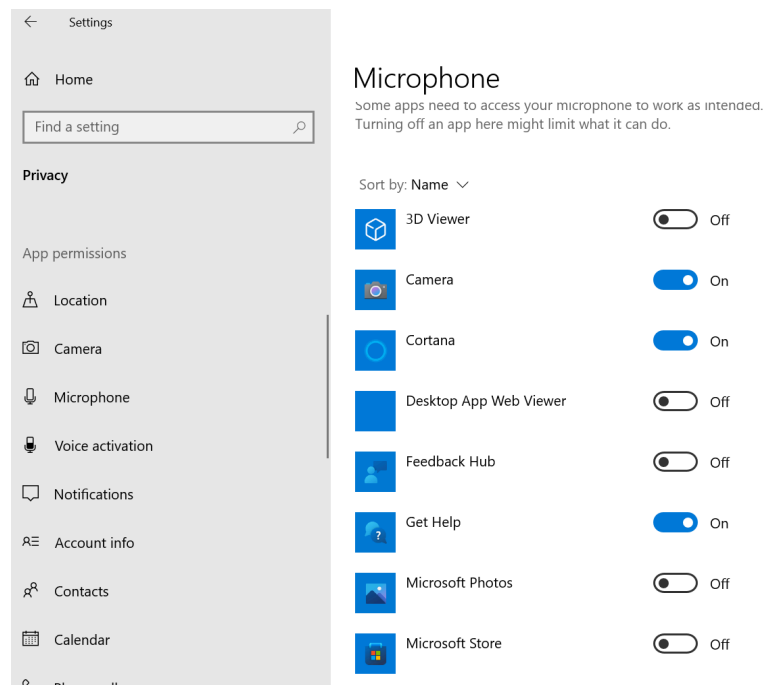 Settings
Home
Find a setting
Privacy
App permissions
Location
Camera
Microphone
Voice activation
Notifications
Account info
Contacts
Calendar
Microphone
Some apps need to access your microphone to work as intended.
Turning off an app here might limit what it can do.
Sort by: Name
3D Viewer Off
Camera On
Cortana On
Desktop App Web Viewer Off
Feedback Hub Off
Get Help On
Microsoft Photos Off
Microsoft Store Off